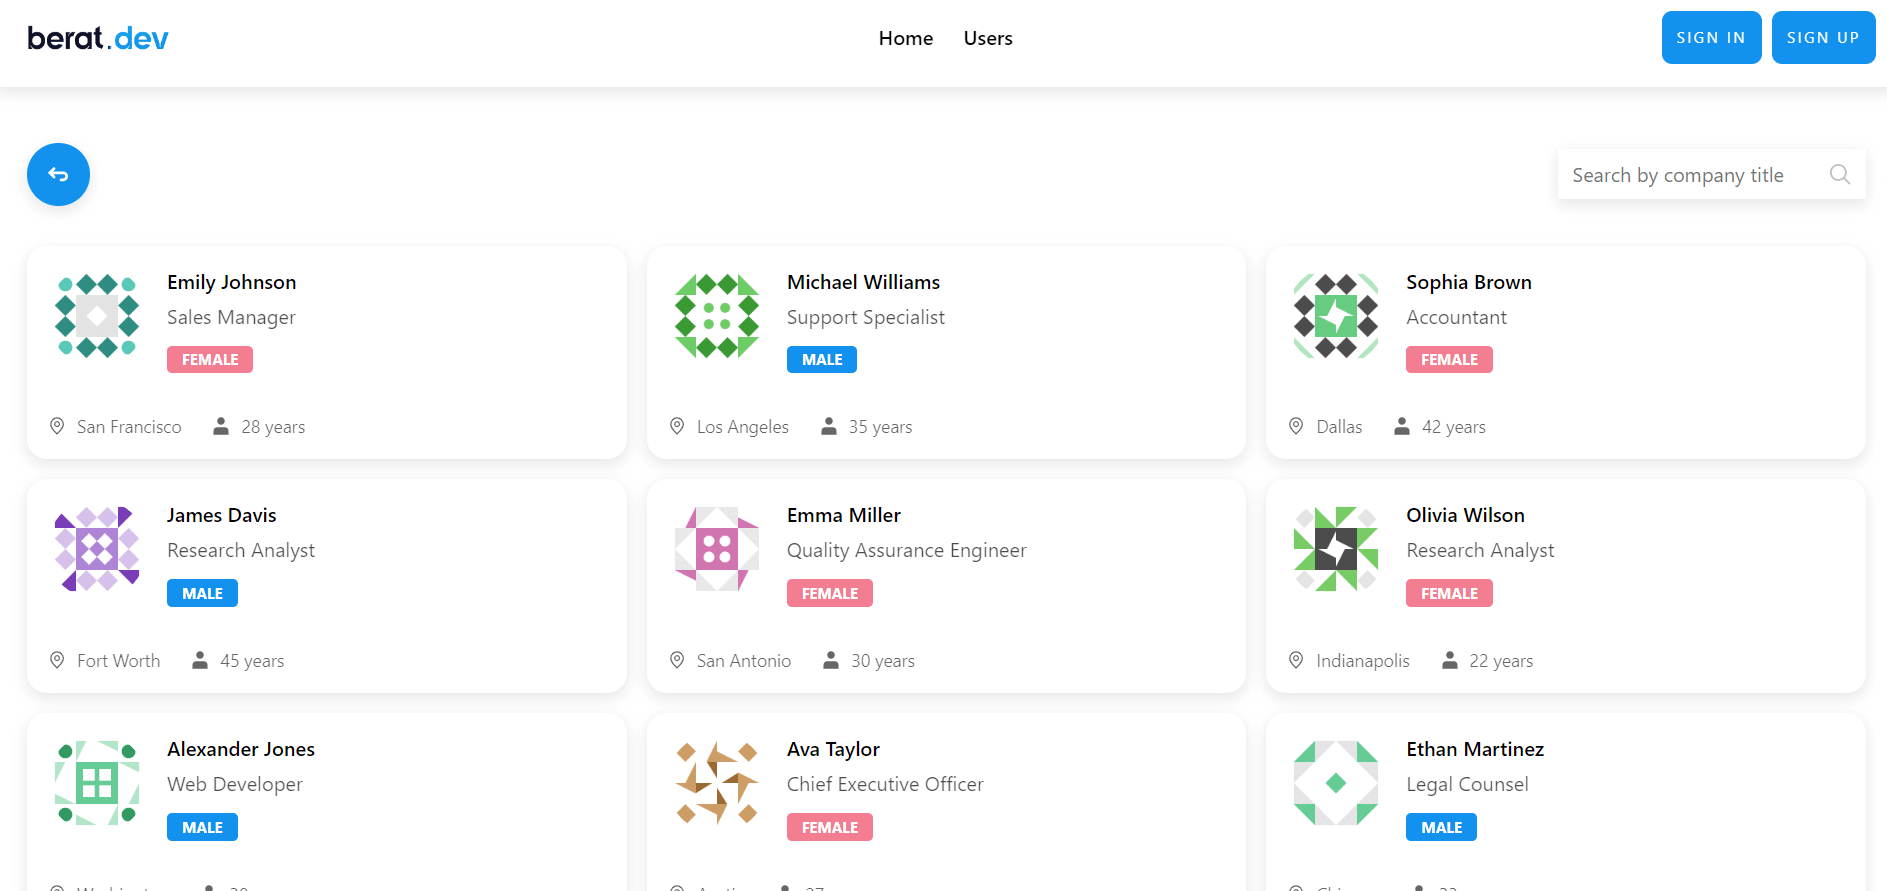 berat.dev
Home Users
SIGN IN SIGN UP
Search by company title
Emily Johnson
Sales Manager
FEMALE
San Francisco 28 years
Michael Williams
Support Specialist
MALE
Los Angeles 35 years
Sophia Brown
Accountant
FEMALE
Dallas 42 years
James Davis
Research Analyst
MALE
Fort Worth 45 years
Emma Miller
Quality Assurance Engineer
FEMALE
San Antonio 30 years
Olivia Wilson
Research Analyst
FEMALE
Indianapolis 22 years
Alexander Jones
Web Developer
MALE
Ava Taylor
Chief Executive Officer
FEMALE
Ethan Martinez
Legal Counsel
MALE